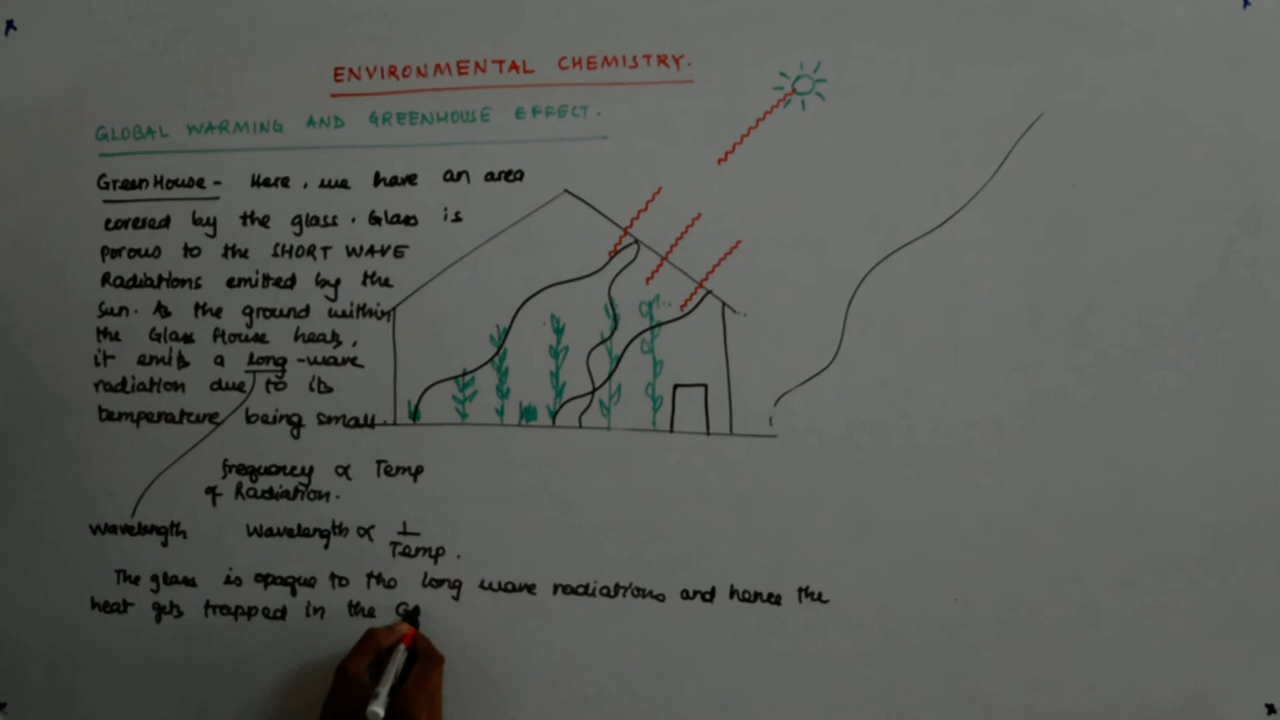 ENVIRONMENTAL CHEMISTRY.
GLOBAL WARMING AND GREENHOUSE EFFECT.
GreenHouse - Here, we have an area
covered by the glass. Glass is
porous to the SHORT WAVE
Radiations emitted by the
Sun. As the ground within
the Glass House heats,
it emits a long-wave
radiation due to its
temperature being small.
frequency ∝ Temp
of Radiation.
wavelength Wavelength ∝ 1/Temp.
The glass is opaque to the long wave radiations and hence the
heat gets trapped in the G